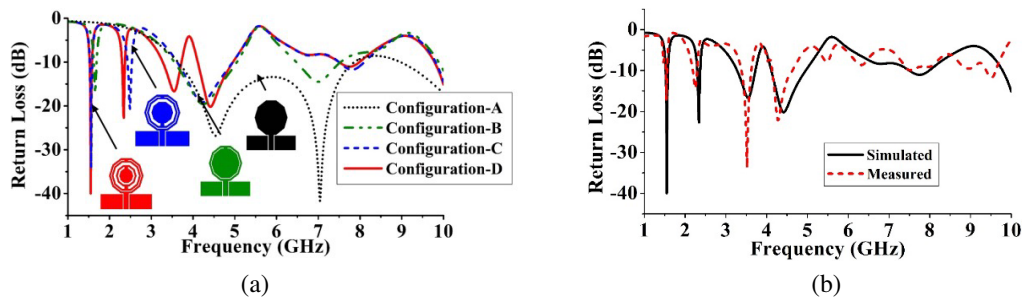 0
-10
-20
-30
-40
Return Loss (dB)
Configuration-A
Configuration-B
Configuration-C
Configuration-D
1 2 3 4 5 6 7 8 9 10
Frequency (GHz)
(a)
0
-10
-20
-30
-40
Return Loss (dB)
Simulated
Measured
1 2 3 4 5 6 7 8 9 10
Frequency (GHz)
(b)